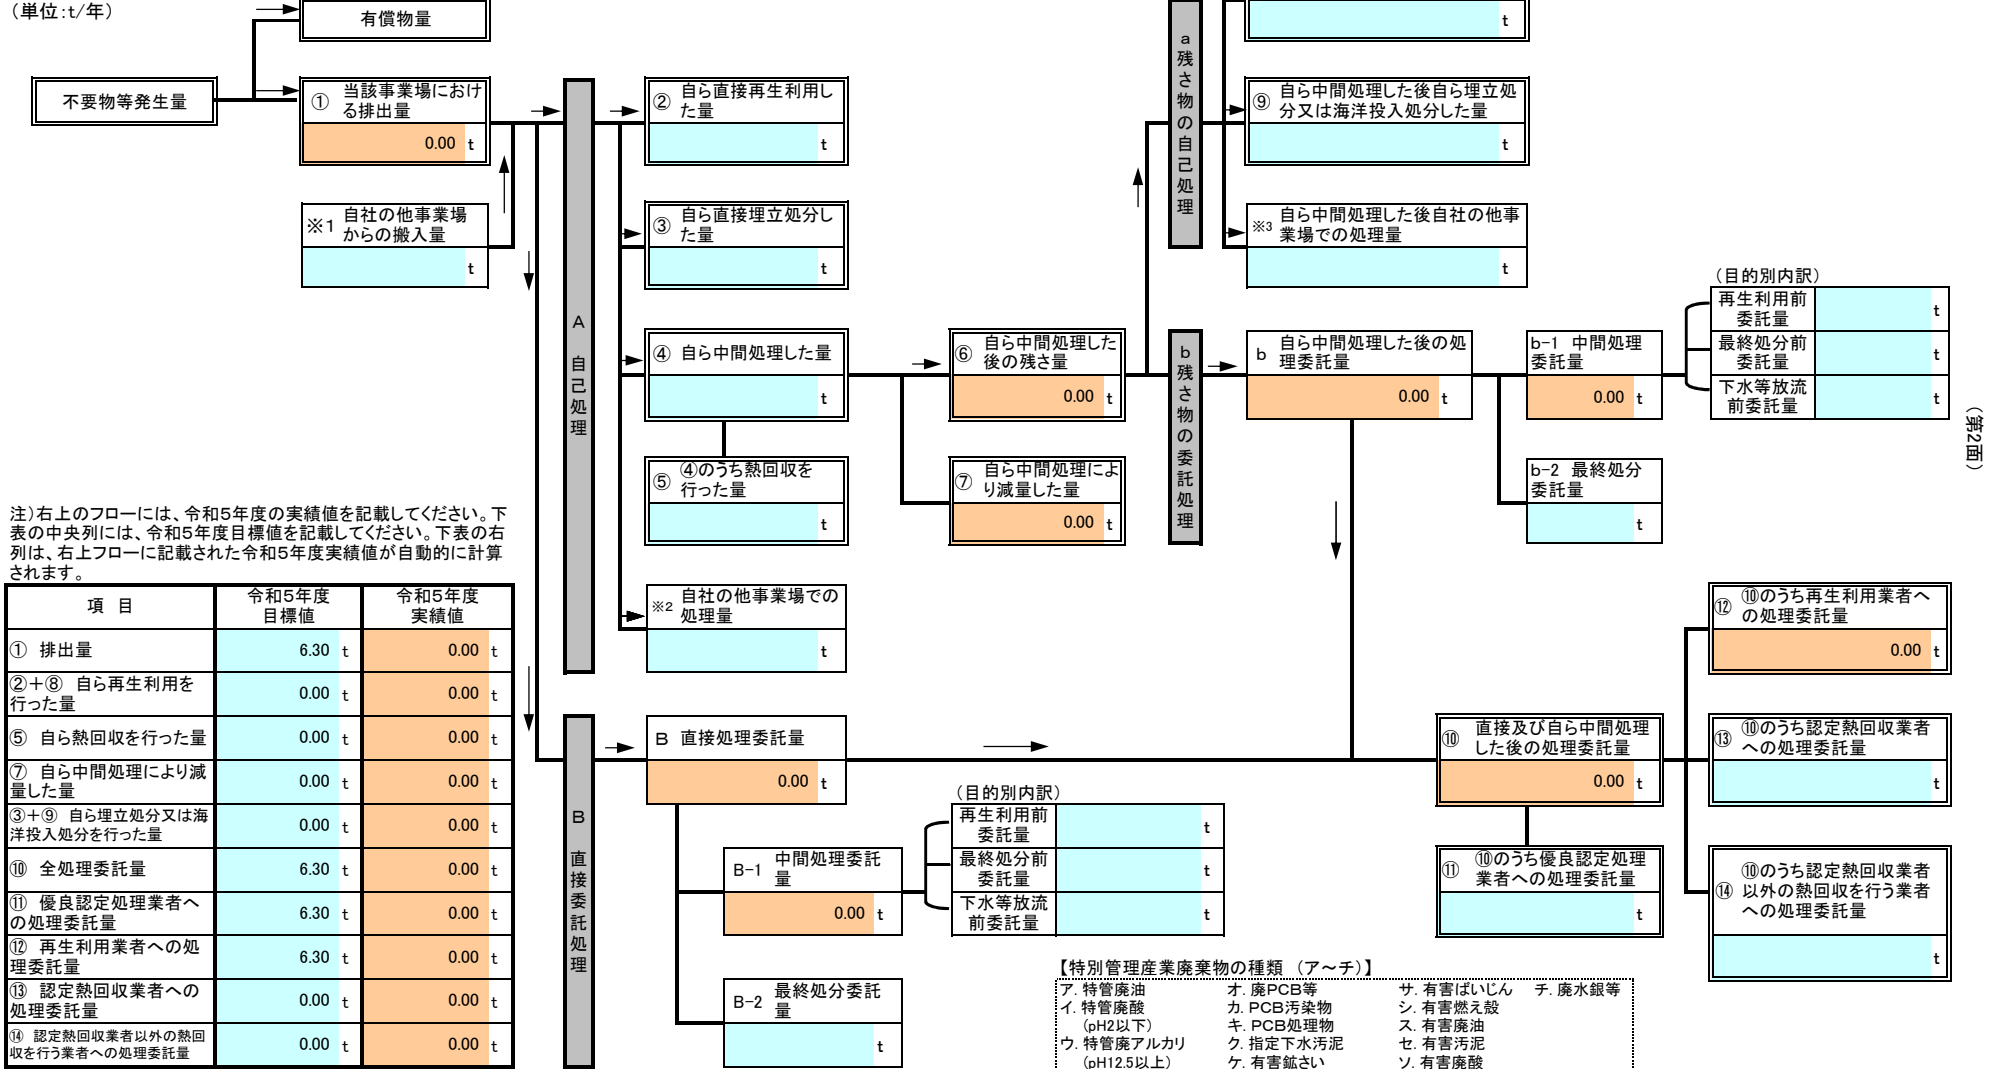 （単位：t/年）
有償物量
不要物等発生量
① 当該事業場におけ
る排出量
0.00 t
※1 自社の他事業場
からの搬入量
t
A 自己処理
② 自ら直接再生利用し
た量
t
③ 自ら直接埋立処分し
た量
t
④ 自ら中間処理した量
t
⑤ ④のうち熱回収を
行った量
t
※2 自社の他事業場での
処理量
t
⑥ 自ら中間処理した
後の残さ量
0.00 t
⑦ 自ら中間処理によ
り減量した量
0.00 t
a 残さ物の自己処理
t
⑨ 自ら中間処理した後自ら埋立処
分又は海洋投入処分した量
t
※3 自ら中間処理した後自社の他事
業場での処理量
t
b 残さ物の委託処理
b 自ら中間処理した後の処
理委託量
0.00 t
b-1 中間処理
委託量
0.00 t
b-2 最終処分
委託量
t
（目的別内訳）
再生利用前
委託量
t
最終処分前
委託量
t
下水等放流
前委託量
t
（第2面）
注）右上のフローには、令和5年度の実績値を記載してください。下
表の中央列には、令和5年度目標値を記載してください。下表の右
列は、右上フローに記載された令和5年度実績値が自動的に計算
されます。
項 目 令和5年度 目標値 令和5年度 実績値
① 排出量 6.30 t 0.00 t
②＋⑧ 自ら再生利用を
行った量 0.00 t 0.00 t
⑤ 自ら熱回収を行った量 0.00 t 0.00 t
⑦ 自ら中間処理により減
量した量 0.00 t 0.00 t
③＋⑨ 自ら埋立処分又は海
洋投入処分を行った量 0.00 t 0.00 t
⑩ 全処理委託量 6.30 t 0.00 t
⑪ 優良認定処理業者へ
の処理委託量 6.30 t 0.00 t
⑫ 再生利用業者への処
理委託量 6.30 t 0.00 t
⑬ 認定熱回収業者への
処理委託量 0.00 t 0.00 t
⑭ 認定熱回収業者以外の熱回
収を行う業者への処理委託量 0.00 t 0.00 t
B 直接委託処理
B 直接処理委託量
0.00 t
B-1 中間処理委託
量
0.00 t
B-2 最終処分委託
量
t
（目的別内訳）
再生利用前
委託量
t
最終処分前
委託量
t
下水等放流
前委託量
t
⑩ 直接及び自ら中間処理
した後の処理委託量
0.00 t
⑪ ⑩のうち優良認定処理
業者への処理委託量
t
⑫ ⑩のうち再生利用業者へ
の処理委託量
0.00 t
⑬ ⑩のうち認定熱回収業者
への処理委託量
t
⑭ ⑩のうち認定熱回収業者
以外の熱回収を行う業者
への処理委託量
t
【特別管理産業廃棄物の種類 （ア～チ）】
ア．特管廃油 オ．廃PCB等 サ．有害ばいじん チ．廃水銀等
イ．特管廃酸 カ．PCB汚染物 シ．有害燃え殻
（pH2以下） キ．PCB処理物 ス．有害廃油
ウ．特管廃アルカリ ク．指定下水汚泥 セ．有害汚泥
（pH12.5以上） ケ．有害鉱さい ソ．有害廃酸